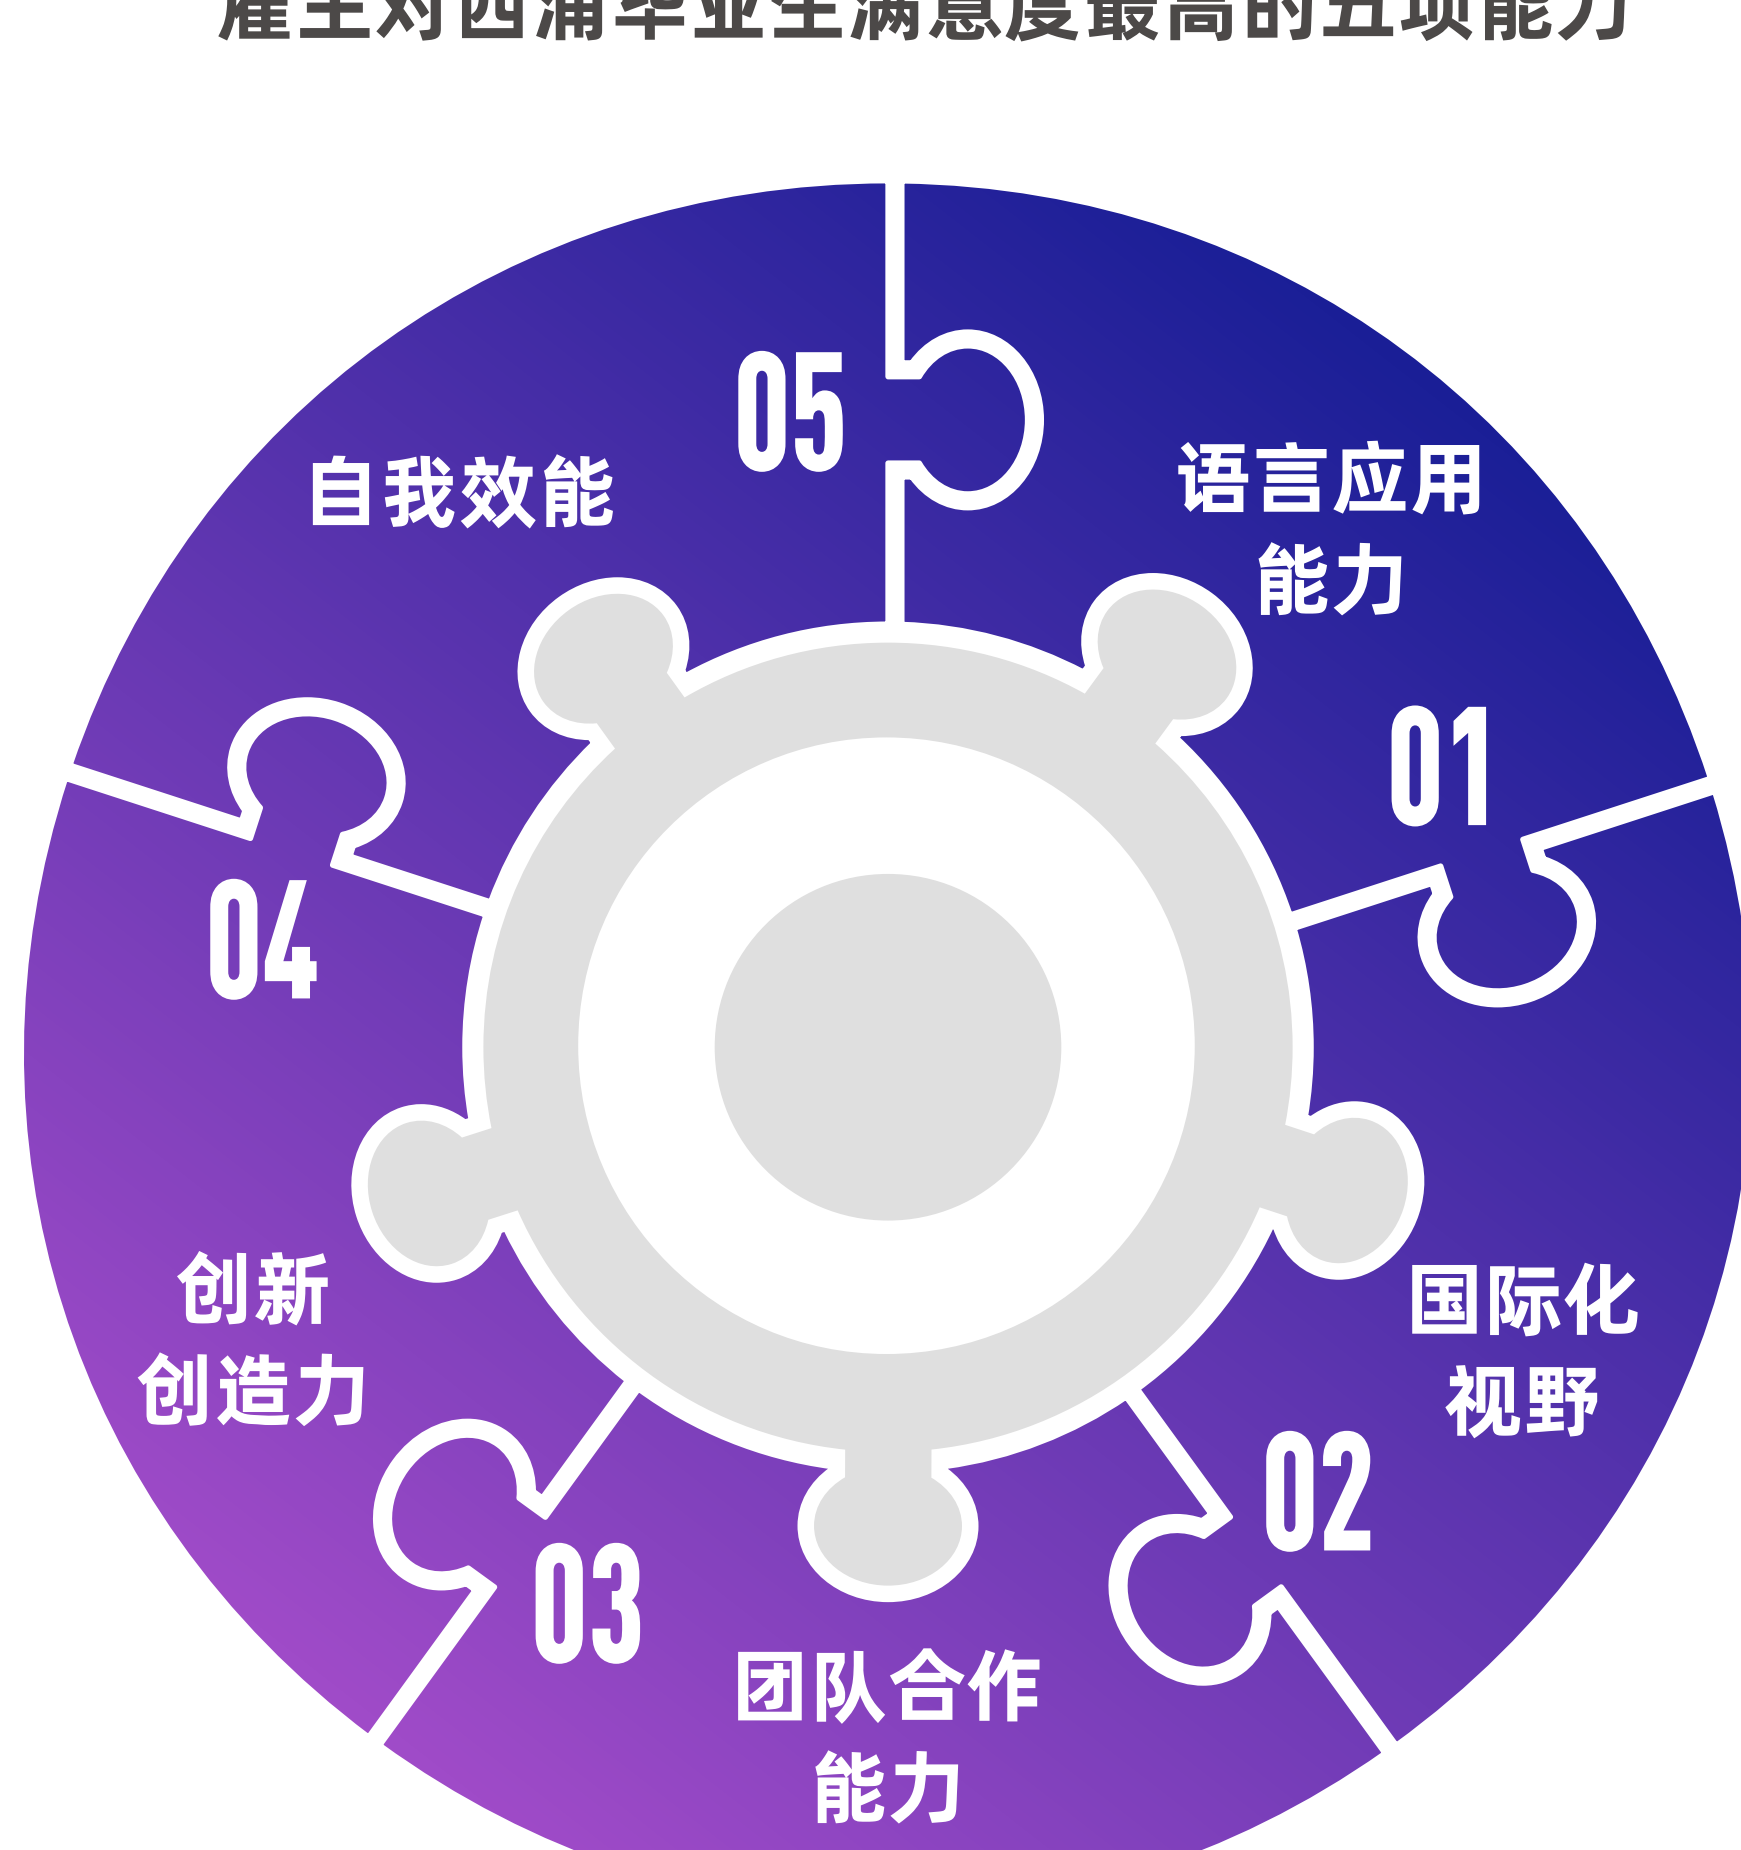 雇主对西浦毕业生满意度最高的五项能力
05
自我效能
语言应用
能力
01
04
创新
创造力
国际化
视野
02
03
团队合作
能力